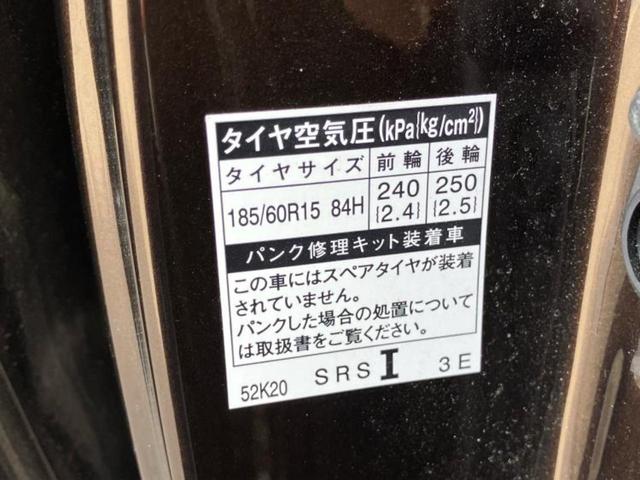 タイヤ空気圧(kPa{kg/cm²})
タイヤサイズ 前輪 後輪
185/60R15 84H 240 {2.4} 250 {2.5}
パンク修理キット装着車
この車にはスペアタイヤが装着
されていません。
パンクした場合の処置について
は取扱書をご覧ください。
52K20 SRS I 3E